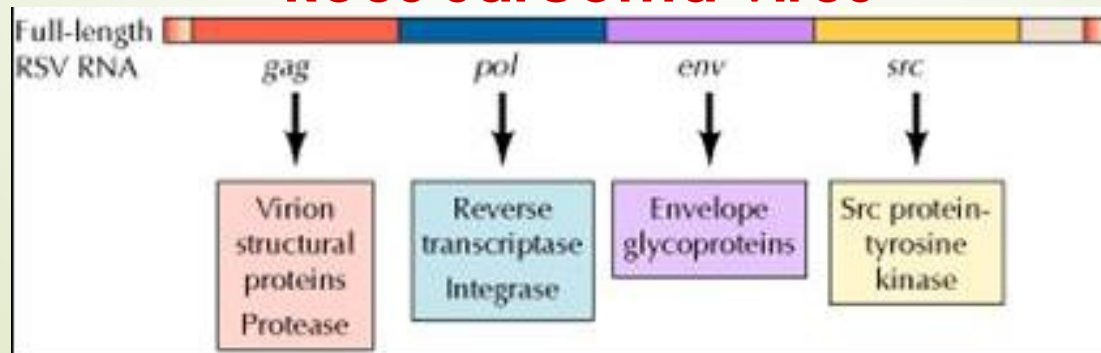 Full-length
RSV RNA
gag
pol
env
src
Virion
structural
proteins
Protease
Reverse
transcriptase
Integrase
Envelope
glycoproteins
Src protein-
tyrosine
kinase